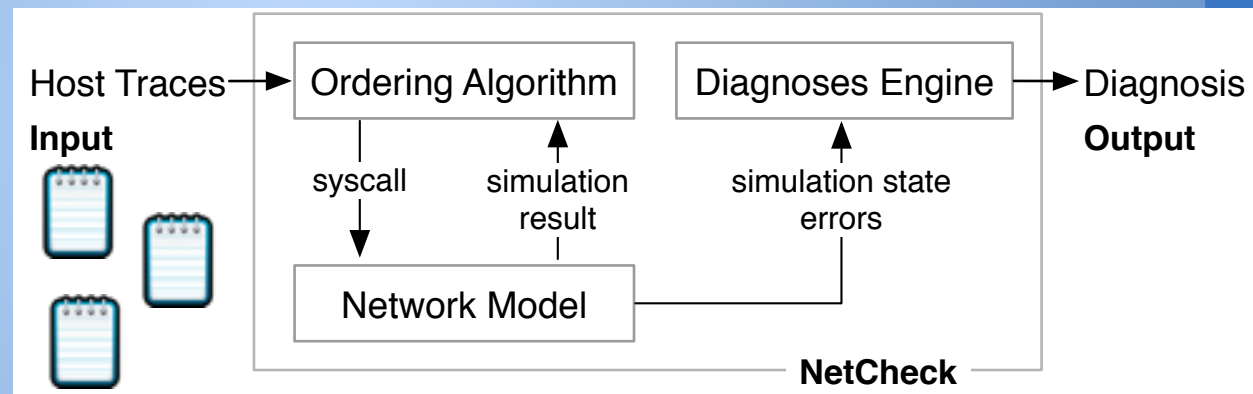 Host Traces
Input
Ordering Algorithm
Diagnoses Engine
Diagnosis
Output
syscall
simulation
result
simulation state
errors
Network Model
NetCheck